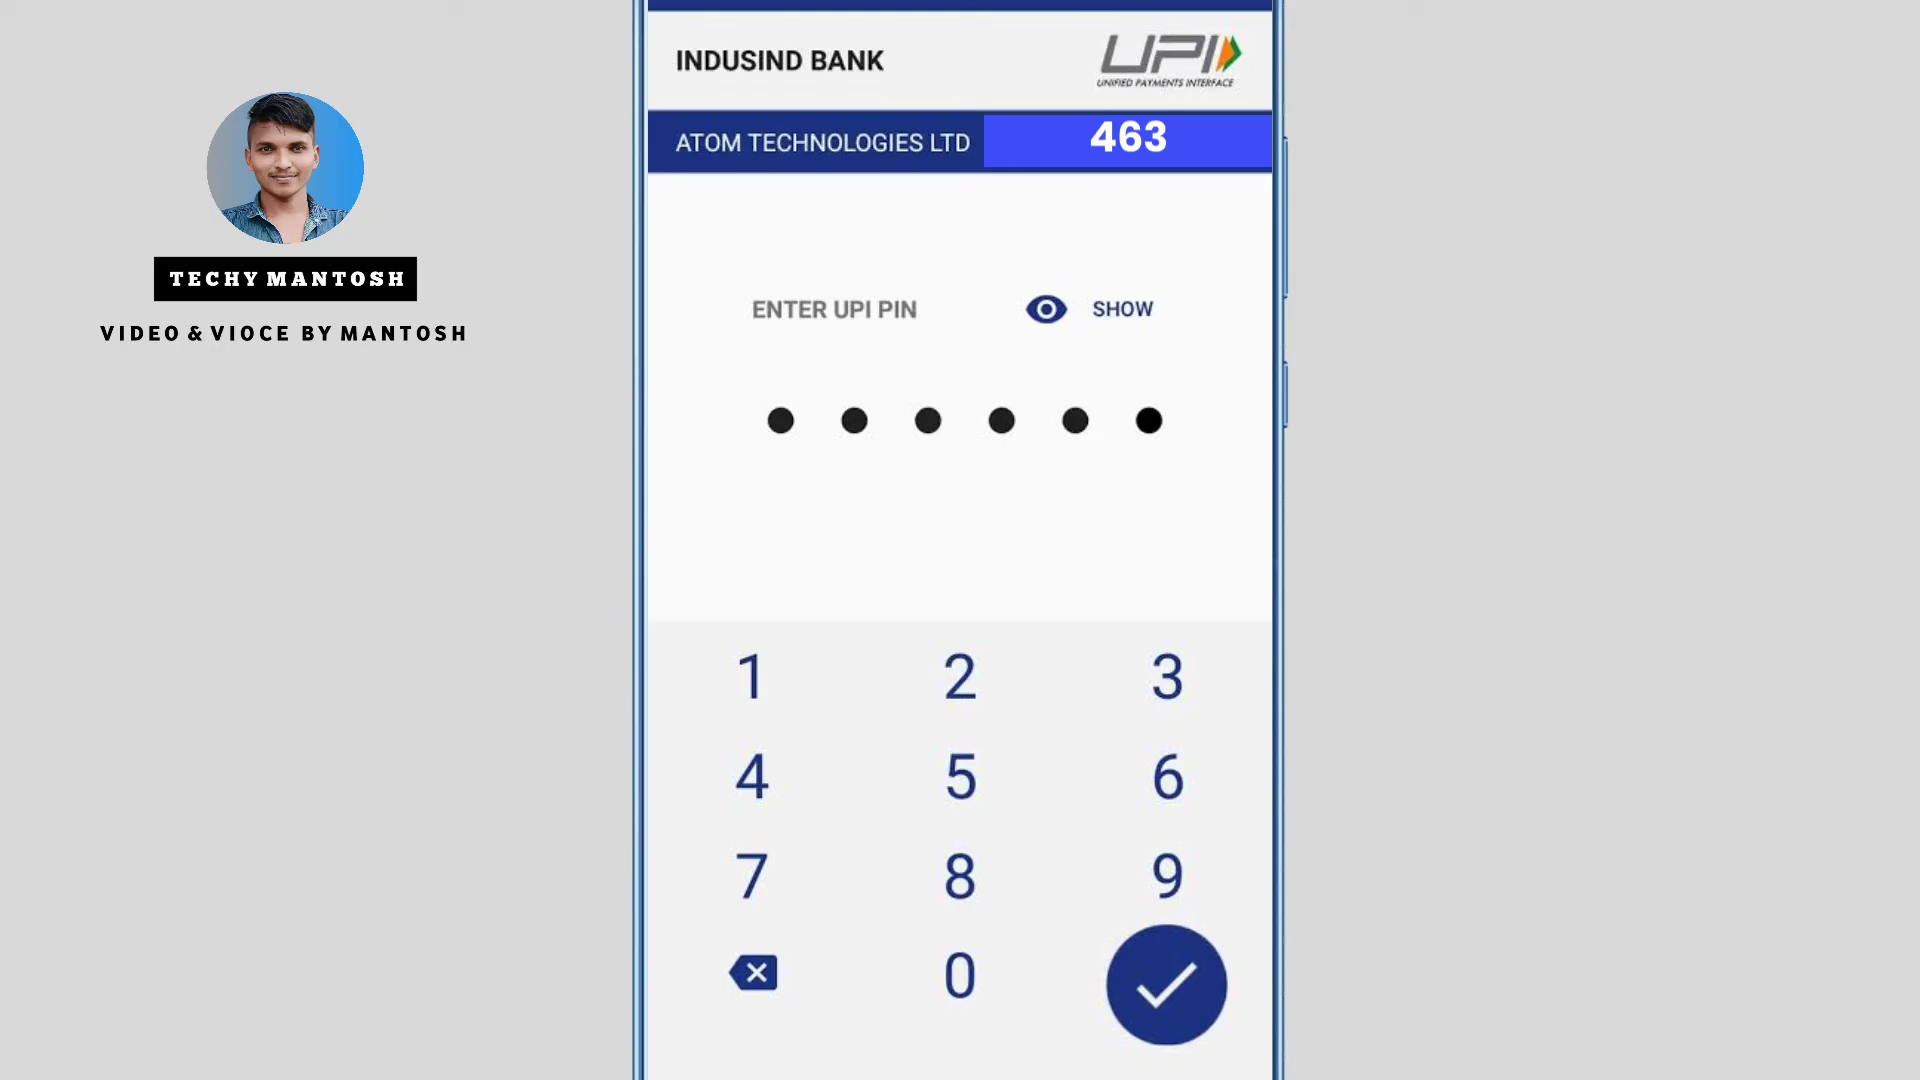 INDUSIND BANK
UPI
UNIFIED PAYMENTS INTERFACE
ATOM TECHNOLOGIES LTD 463
TECHY MANTOSH
VIDEO & VIOCE BY MANTOSH
ENTER UPI PIN SHOW
1 2 3
4 5 6
7 8 9
0